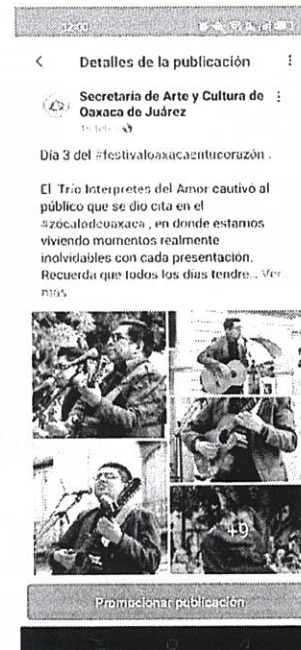 12:00
Detalles de la publicación
Secretaría de Arte y Cultura de
Oaxaca de Juárez
Día 3 del #festivaloaxacaentucorazón .
El Trío Interpretes del Amor cautivó al
público que se dio cita en el
#zócalodeoaxaca , en donde estamos
viviendo momentos realmente
inolvidables con cada presentación.
Recuerda que todos los días tendre... Ver
más
+9
Promocionar publicación